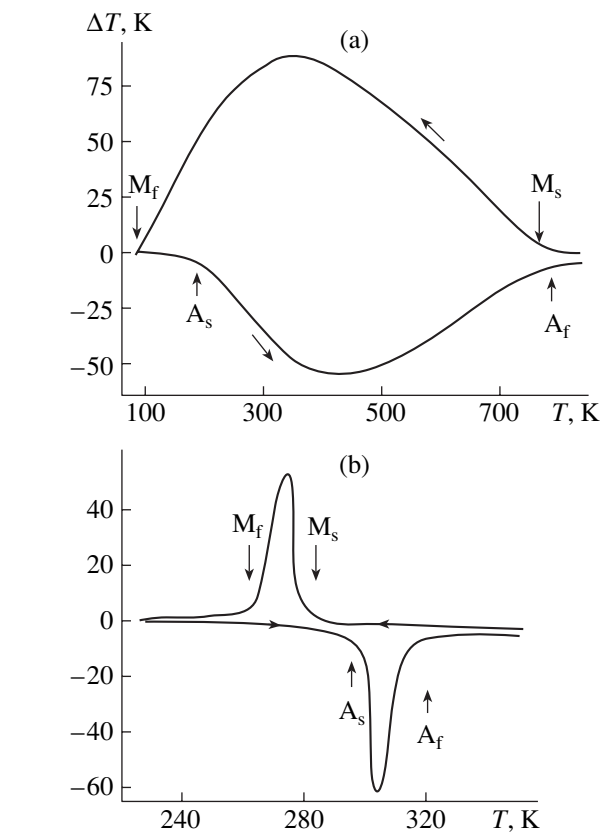 ΔT, K
(a)
75
50
25
0
−25
−50
M_f
M_s
A_s
A_f
100 300 500 700 T, K
(b)
40
20
0
−20
−40
−60
M_f M_s
A_s A_f
240 280 320 T, K